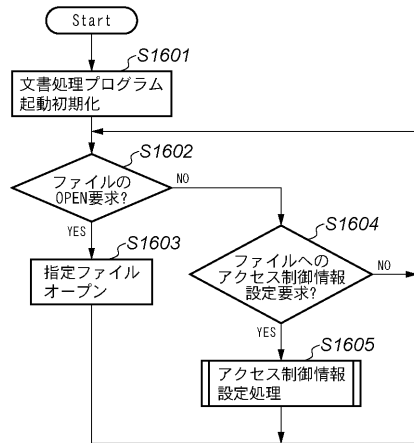 Start
S1601
文書処理プログラム
起動初期化
S1602
ファイルの
OPEN要求?
NO
YES
S1603
指定ファイル
オープン
S1604
ファイルへの
アクセス制御情報
設定要求?
NO
YES
S1605
アクセス制御情報
設定処理